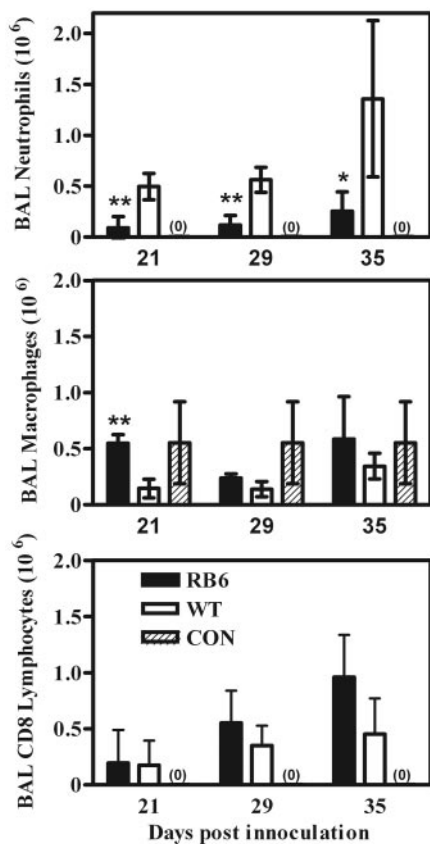 BAL Neutrophils (10^6)
2.0
1.5
1.0
0.5
0
** ** *
(0) (0) (0)
21 29 35
BAL Macrophages (10^6)
2.0
1.5
1.0
0.5
0
**
21 29 35
BAL CD8 Lymphocytes (10^6)
2.0
1.5
1.0
0.5
0
RB6
WT
CON
(0) (0) (0)
21 29 35
Days post innoculation